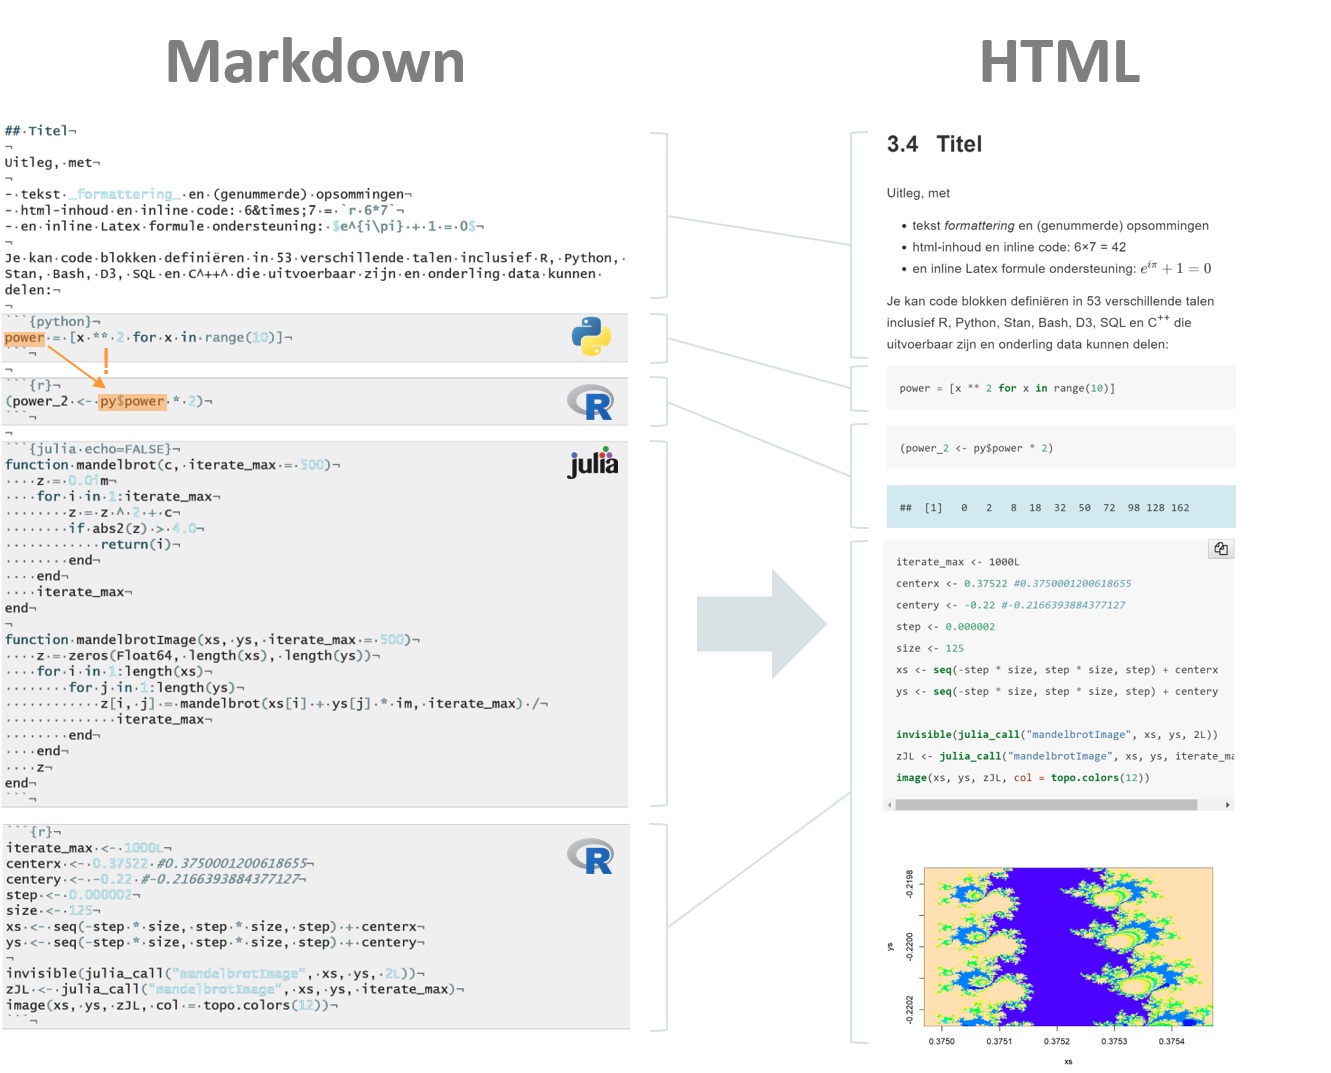 Markdown
##·Titel¬
¬
Uitleg,·met¬
¬
-·tekst·_formattering_·en·(genummerde)·opsommingen¬
-·html-inhoud·en·inline·code:·6&times;7·=·`r·6*7`¬
-·en·inline·Latex·formule·ondersteuning:·$e^{i\pi}·+·1·=·0$¬
¬
Je·kan·code·blokken·definiëren·in·53·verschillende·talen·inclusief·R,·Python,·
Stan,·Bash,·D3,·SQL·en·C^++^·die·uitvoerbaar·zijn·en·onderling·data·kunnen·
delen:¬
¬
```{python}¬
power·=·[x·**·2·for·x·in·range(10)]¬
```¬
!
¬
```{r}¬
(power_2·<-·py$power·*·2)¬
```¬
R
¬
```{julia·echo=FALSE}¬
function·mandelbrot(c,·iterate_max·=·500)¬
julia
····z·=·0.0im¬
····for·i·in·1:iterate_max¬
········z·=·z·^·2·+·c¬
········if·abs2(z)·>·4.0¬
············return(i)¬
········end¬
····end¬
····iterate_max¬
end¬
¬
function·mandelbrotImage(xs,·ys,·iterate_max·=·500)¬
····z·=·zeros(Float64,·length(xs),·length(ys))¬
····for·i·in·1:length(xs)¬
········for·j·in·1:length(ys)¬
············z[i,·j]·=·mandelbrot(xs[i]·+·ys[j]·*·im,·iterate_max)·/¬
··············iterate_max¬
········end¬
····end¬
····z¬
end¬
```¬
```{r}¬
iterate_max·<-·1000L¬
centerx·<-·0.37522·#0.3750001200618655¬
R
centery·<-·-0.22·#-0.2166393884377127¬
step·<-·0.000002¬
size·<-·125¬
xs·<-·seq(-step·*·size,·step·*·size,·step)·+·centerx¬
ys·<-·seq(-step·*·size,·step·*·size,·step)·+·centery¬
¬
invisible(julia_call("mandelbrotImage",·xs,·ys,·2L))¬
zJL·<-·julia_call("mandelbrotImage",·xs,·ys,·iterate_max)¬
image(xs,·ys,·zJL,·col·=·topo.colors(12))¬
```¬
HTML
3.4 Titel
Uitleg, met
• tekst formattering en (genummerde) opsommingen
• html-inhoud en inline code: 6×7 = 42
• en inline Latex formule ondersteuning: e^{iπ} + 1 = 0
Je kan code blokken definiëren in 53 verschillende talen
inclusief R, Python, Stan, Bash, D3, SQL en C++ die
uitvoerbaar zijn en onderling data kunnen delen:
power = [x ** 2 for x in range(10)]
(power_2 <- py$power * 2)
## [1] 0 2 8 18 32 50 72 98 128 162
iterate_max <- 1000L
centerx <- 0.37522 #0.3750001200618655
centery <- -0.22 #-0.2166393884377127
step <- 0.000002
size <- 125
xs <- seq(-step * size, step * size, step) + centerx
ys <- seq(-step * size, step * size, step) + centery
invisible(julia_call("mandelbrotImage", xs, ys, 2L))
zJL <- julia_call("mandelbrotImage", xs, ys, iterate_ma
image(xs, ys, zJL, col = topo.colors(12))
-0.2198
-0.2200
-0.2202
ys
0.3750 0.3751 0.3752 0.3753 0.3754
xs